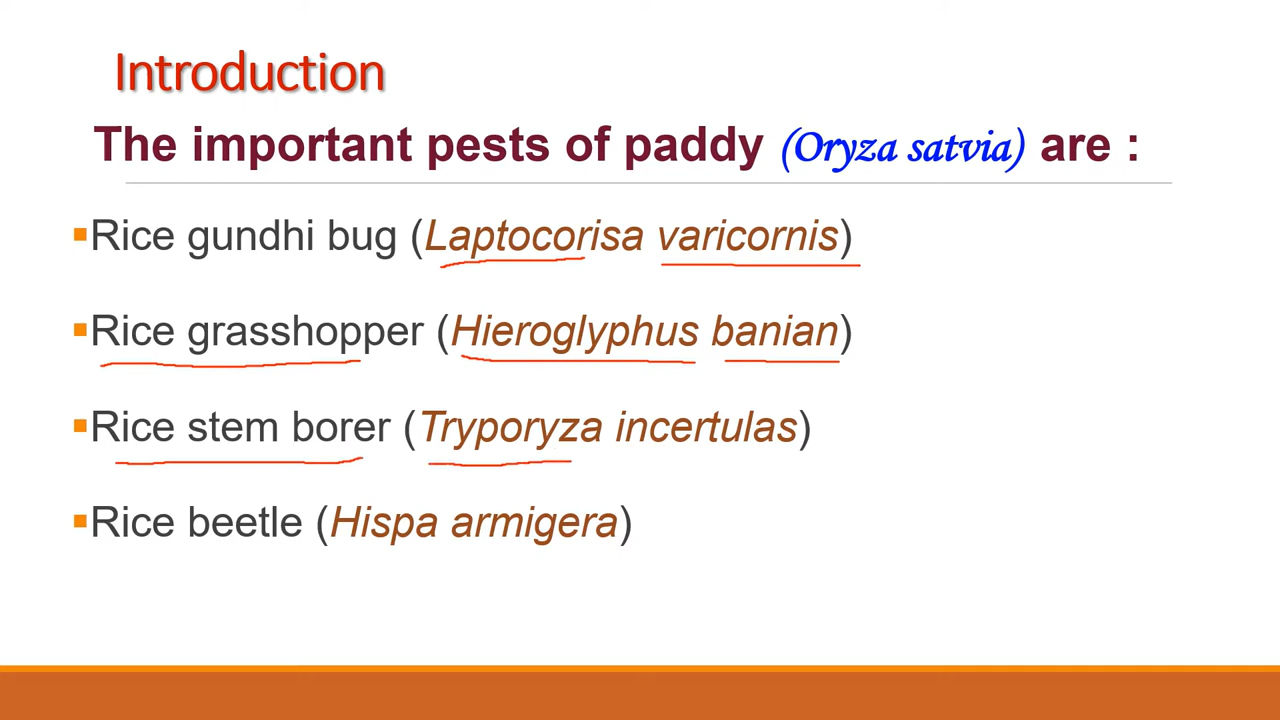 Introduction
The important pests of paddy (Oryza satvia) are :
▪Rice gundhi bug (Laptocorisa varicornis)
▪Rice grasshopper (Hieroglyphus banian)
▪Rice stem borer (Tryporyza incertulas)
▪Rice beetle (Hispa armigera)